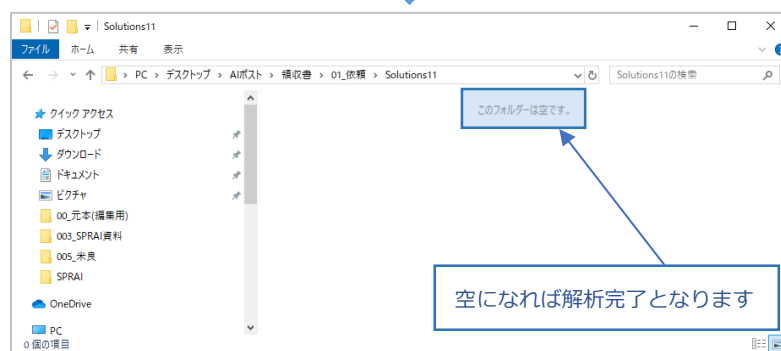 Solutions11
ファイル ホーム 共有 表示
PC > デスクトップ > AIポスト > 領収書 > 01_依頼 > Solutions11
Solutions11の検索
このフォルダーは空です。
クイック アクセス
デスクトップ
ダウンロード
ドキュメント
ピクチャ
00_元本(編集用)
003_SPRAI資料
005_米良
SPRAI
OneDrive
PC
0 個の項目
空になれば解析完了となります